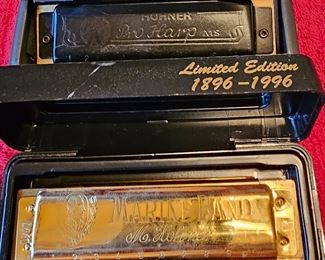 HOHNER
Pro Harp MS
Limited Edition
1896-1996
MARINE BAND
M. Hohner